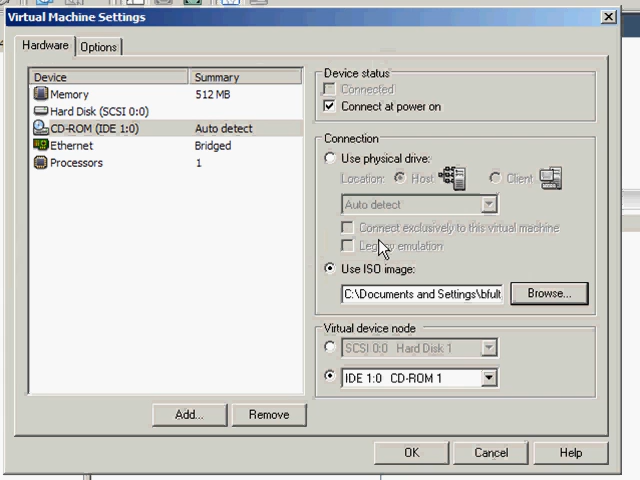 Virtual Machine Settings
Hardware
Options
Device Summary
Memory 512 MB
Hard Disk (SCSI 0:0)
CD-ROM (IDE 1:0) Auto detect
Ethernet Bridged
Processors 1
Add...
Remove
Device status
Connected
Connect at power on
Connection
Use physical drive:
Location: Host Client
Auto detect
Connect exclusively to this virtual machine
Legacy emulation
Use ISO image:
C:\Documents and Settings\bfult
Browse...
Virtual device node
SCSI 0:0 Hard Disk 1
IDE 1:0 CD-ROM 1
OK
Cancel
Help